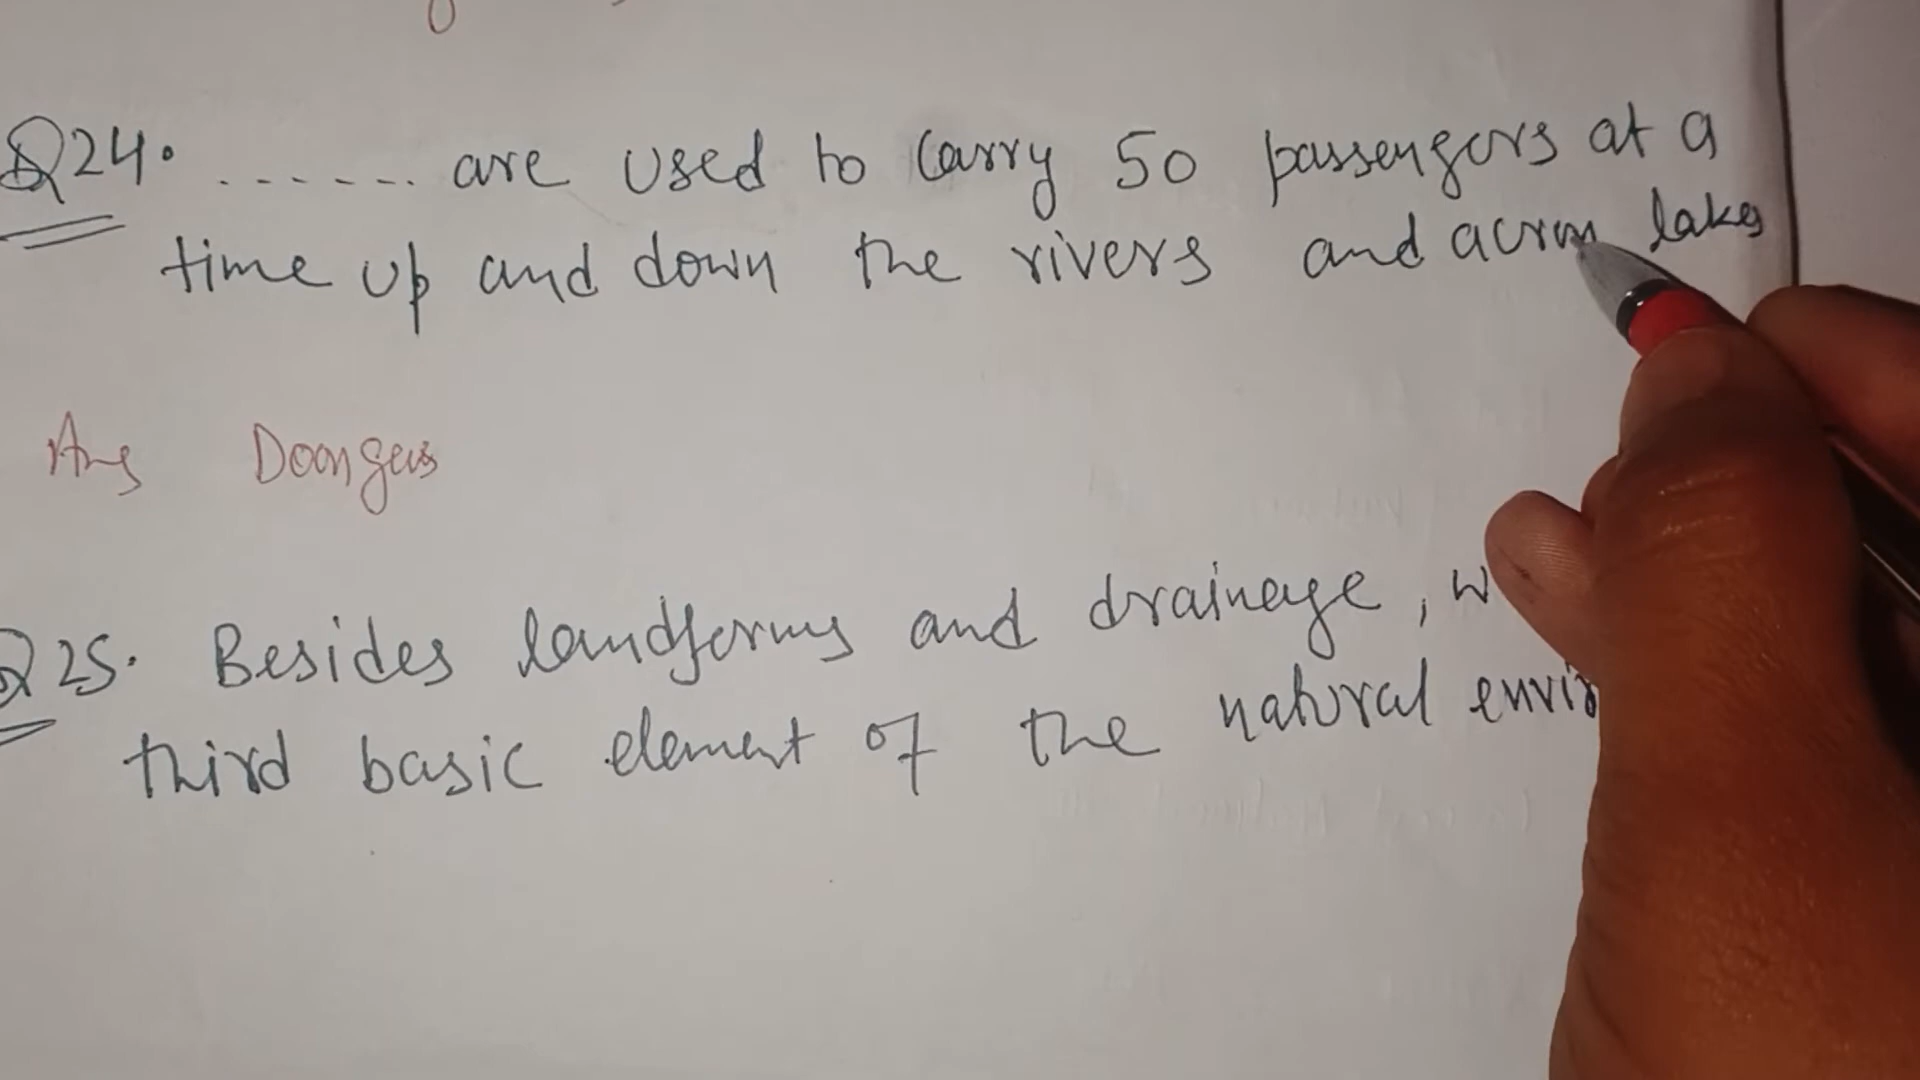 Q24. ....... are used to carry 50 passengers at a
time up and down the rivers and across lakes
Ans Doongas
Q25. Besides landforms and drainage,
third basic element of the natural